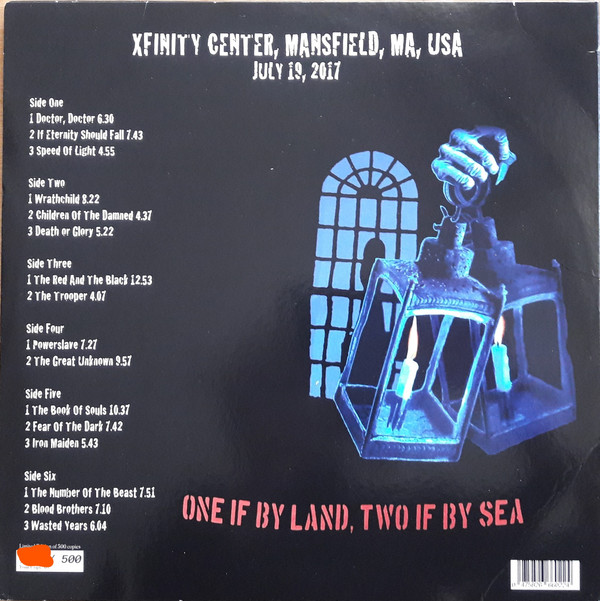 XFINITY CENTER, MANSFIELD, MA, USA
JULY 19, 2017
Side One
1 Doctor, Doctor 6.30
2 If Eternity Should Fall 7.43
3 Speed Of Light 4.55
Side Two
1 Wrathchild 8.22
2 Children Of The Damned 4.37
3 Death or Glory 5.22
Side Three
1 The Red And The Black 12.53
2 The Trooper 4.07
Side Four
1 Powerslave 7.27
2 The Great Unknown 9.57
Side Five
1 The Book Of Souls 10.37
2 Fear Of The Dark 7.42
3 Iron Maiden 5.43
Side Six
1 The Number Of The Beast 7.51
2 Blood Brothers 7.10
3 Wasted Years 6.04
ONE IF BY LAND, TWO IF BY SEA
of 500 copies
500